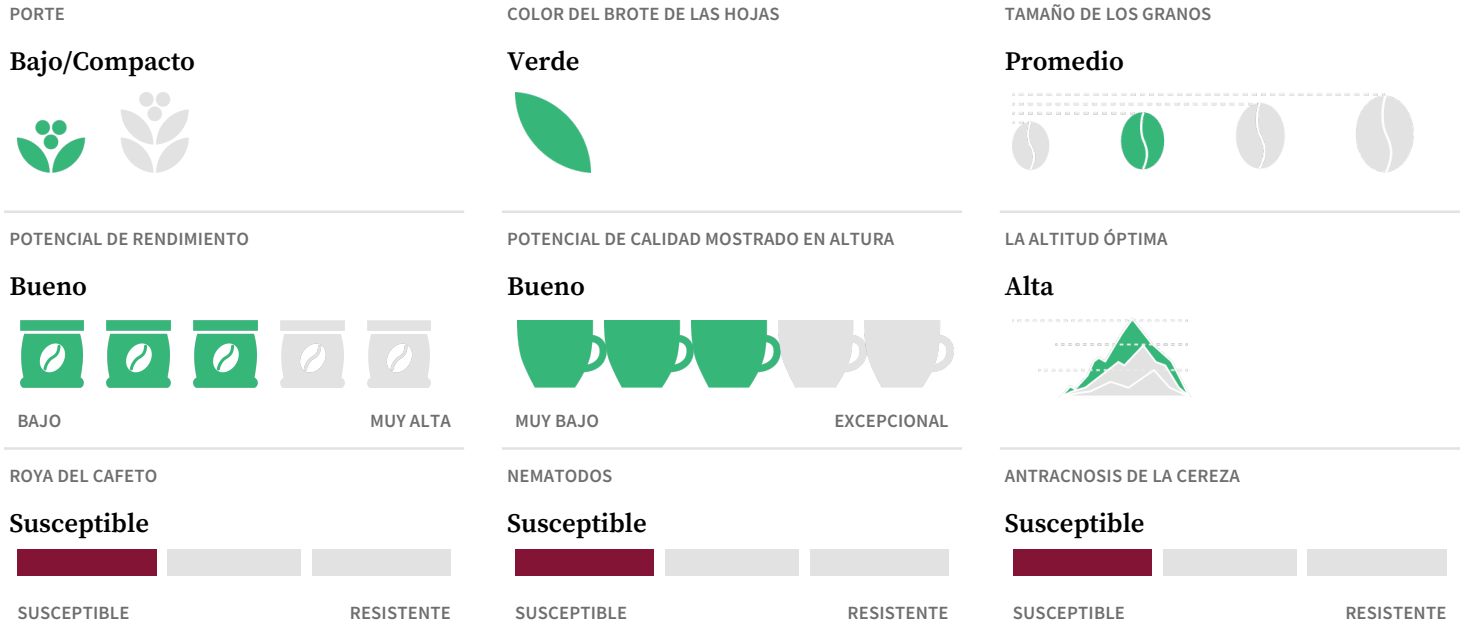 PORTE
Bajo/Compacto
COLOR DEL BROTE DE LAS HOJAS
Verde
TAMAÑO DE LOS GRANOS
Promedio
POTENCIAL DE RENDIMIENTO
Bueno
BAJO
MUY ALTA
POTENCIAL DE CALIDAD MOSTRADO EN ALTURA
Bueno
MUY BAJO
EXCEPCIONAL
LA ALTITUD ÓPTIMA
Alta
ROYA DEL CAFETO
Susceptible
SUSCEPTIBLE
RESISTENTE
NEMATODOS
Susceptible
SUSCEPTIBLE
RESISTENTE
ANTRACNOSIS DE LA CEREZA
Susceptible
SUSCEPTIBLE
RESISTENTE